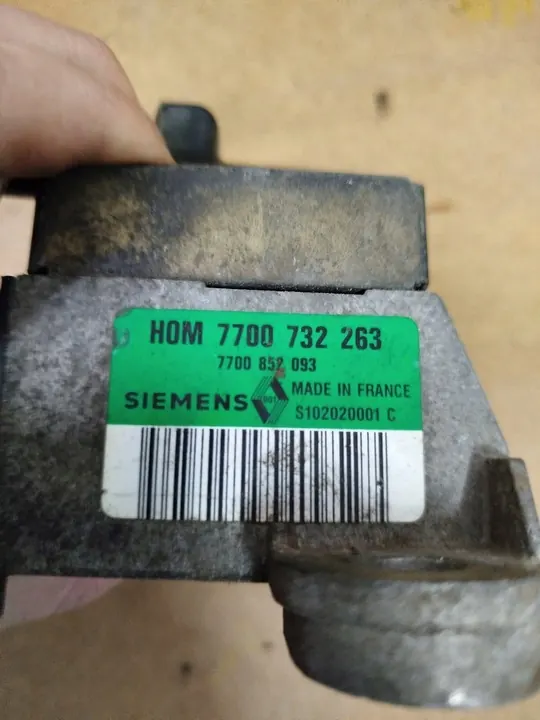 HOM 7700 732 263
7700 852 093
SIEMENS
MADE IN FRANCE
S102020001 C